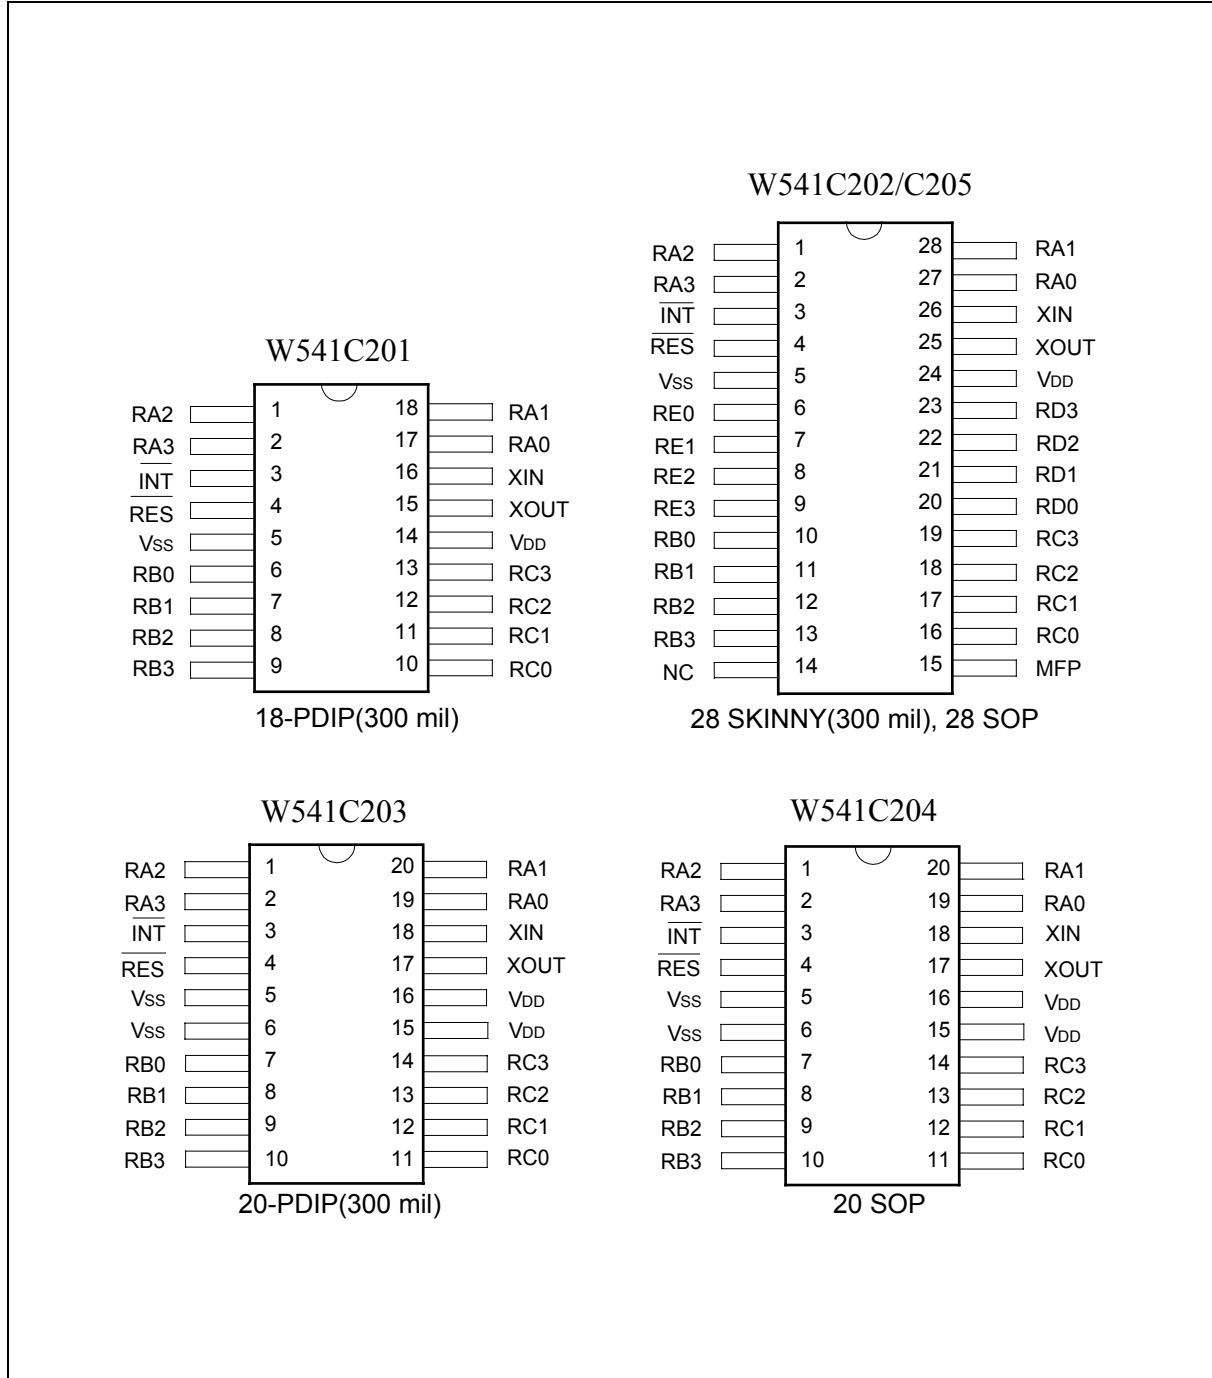 W541C202/C205
RA2 1 28 RA1
RA3 2 27 RA0
INT 3 26 XIN
RES 4 25 XOUT
VSS 5 24 VDD
RE0 6 23 RD3
RE1 7 22 RD2
RE2 8 21 RD1
RE3 9 20 RD0
RB0 10 19 RC3
RB1 11 18 RC2
RB2 12 17 RC1
RB3 13 16 RC0
NC 14 15 MFP
28 SKINNY(300 mil), 28 SOP
W541C201
RA2 1 18 RA1
RA3 2 17 RA0
INT 3 16 XIN
RES 4 15 XOUT
VSS 5 14 VDD
RB0 6 13 RC3
RB1 7 12 RC2
RB2 8 11 RC1
RB3 9 10 RC0
18-PDIP(300 mil)
W541C203
RA2 1 20 RA1
RA3 2 19 RA0
INT 3 18 XIN
RES 4 17 XOUT
VSS 5 16 VDD
VSS 6 15 VDD
RB0 7 14 RC3
RB1 8 13 RC2
RB2 9 12 RC1
RB3 10 11 RC0
20-PDIP(300 mil)
W541C204
RA2 1 20 RA1
RA3 2 19 RA0
INT 3 18 XIN
RES 4 17 XOUT
VSS 5 16 VDD
VSS 6 15 VDD
RB0 7 14 RC3
RB1 8 13 RC2
RB2 9 12 RC1
RB3 10 11 RC0
20 SOP